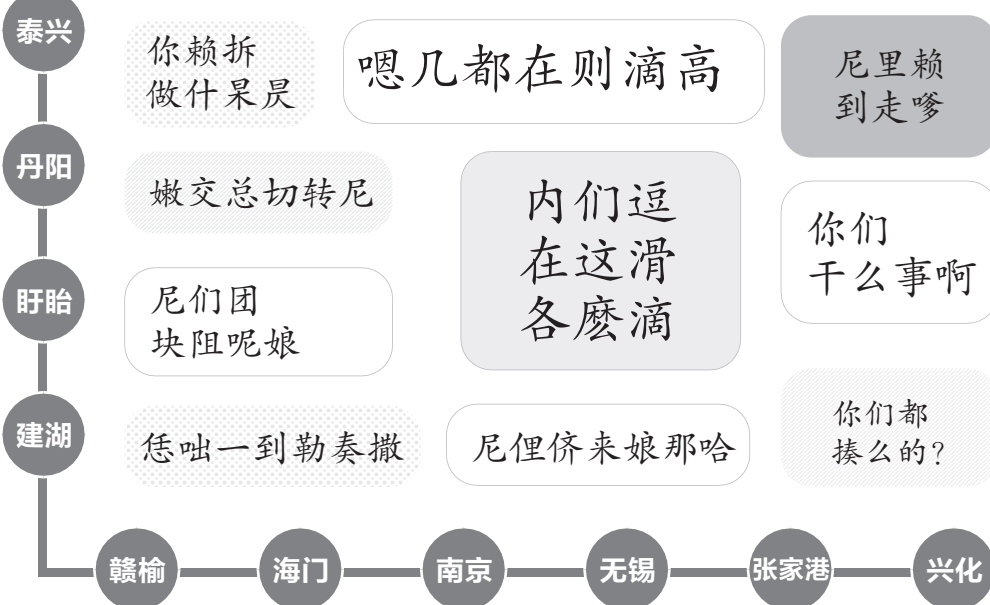 泰兴
丹阳
盱眙
建湖
你赖拆
做什杲昃
嗯几都在则滴高
尼里赖
到走嗲
嫩交总切转尼
内们逗
在这滑
各麽滴
你们
干么事啊
尼们团
块阻呢娘
恁咄一到勒奏撒
尼俚侪来娘那哈
你们都
揍么的？
赣榆
海门
南京
无锡
张家港
兴化